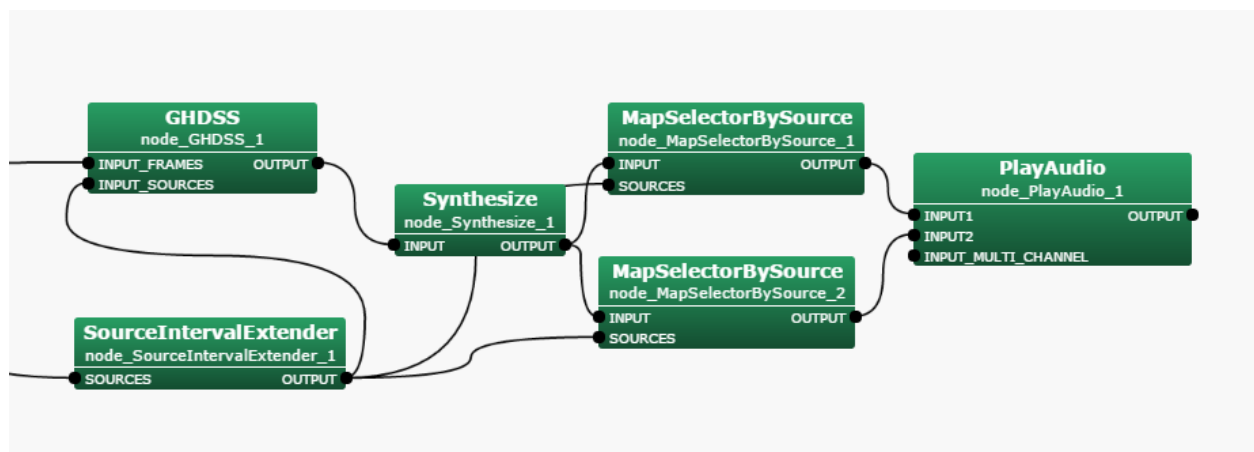 GHDSS
node_GHDSS_1
INPUT_FRAMES OUTPUT
INPUT_SOURCES
Synthesize
node_Synthesize_1
INPUT OUTPUT
SourceIntervalExtender
node_SourceIntervalExtender_1
SOURCES OUTPUT
MapSelectorBySource
node_MapSelectorBySource_1
INPUT OUTPUT
SOURCES
MapSelectorBySource
node_MapSelectorBySource_2
INPUT OUTPUT
SOURCES
PlayAudio
node_PlayAudio_1
INPUT1 OUTPUT
INPUT2
INPUT_MULTI_CHANNEL